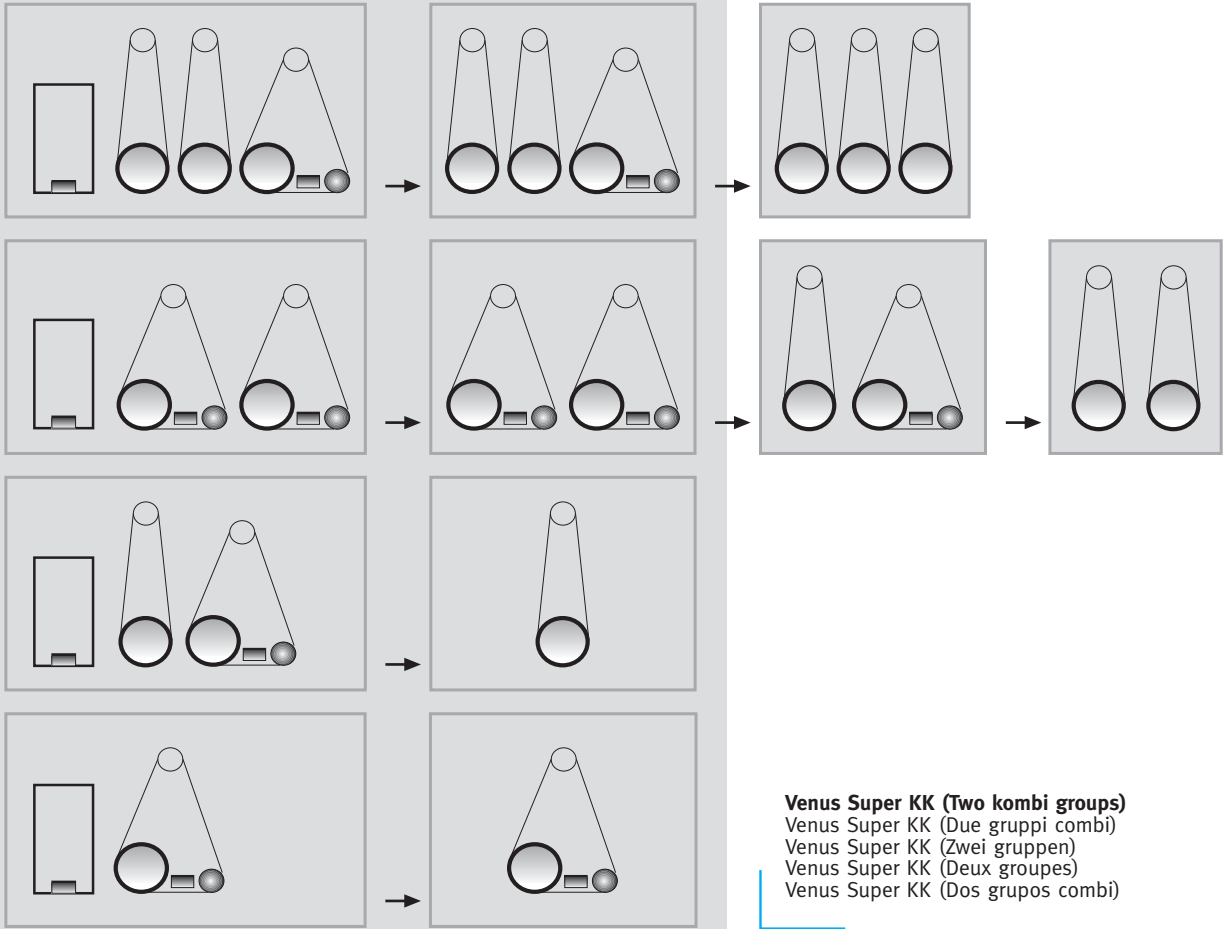 Venus Super KK (Two kombi groups)
Venus Super KK (Due gruppi combi)
Venus Super KK (Zwei gruppen)
Venus Super KK (Deux groupes)
Venus Super KK (Dos grupos combi)